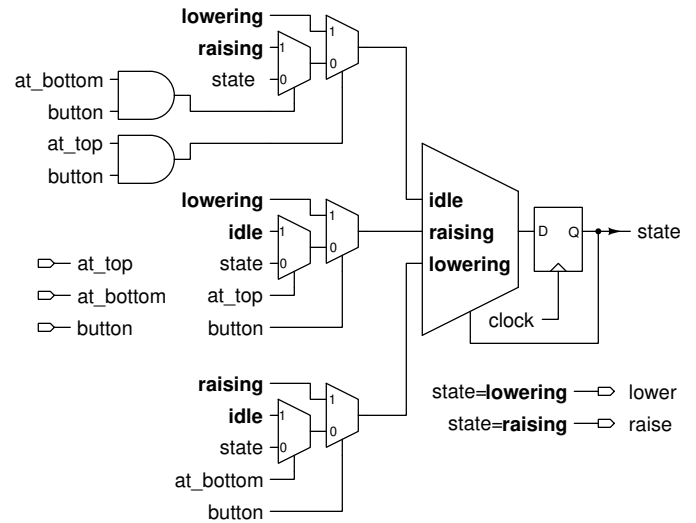 lowering
1
raising
1
0
state
0
at_bottom
button
at_top
button
lowering
1
idle
1
0
state
0
at_top
button
idle
raising
lowering
D Q
state
clock
at_top
at_bottom
button
raising
1
idle
1
0
state
0
at_bottom
button
state=lowering lower
state=raising raise